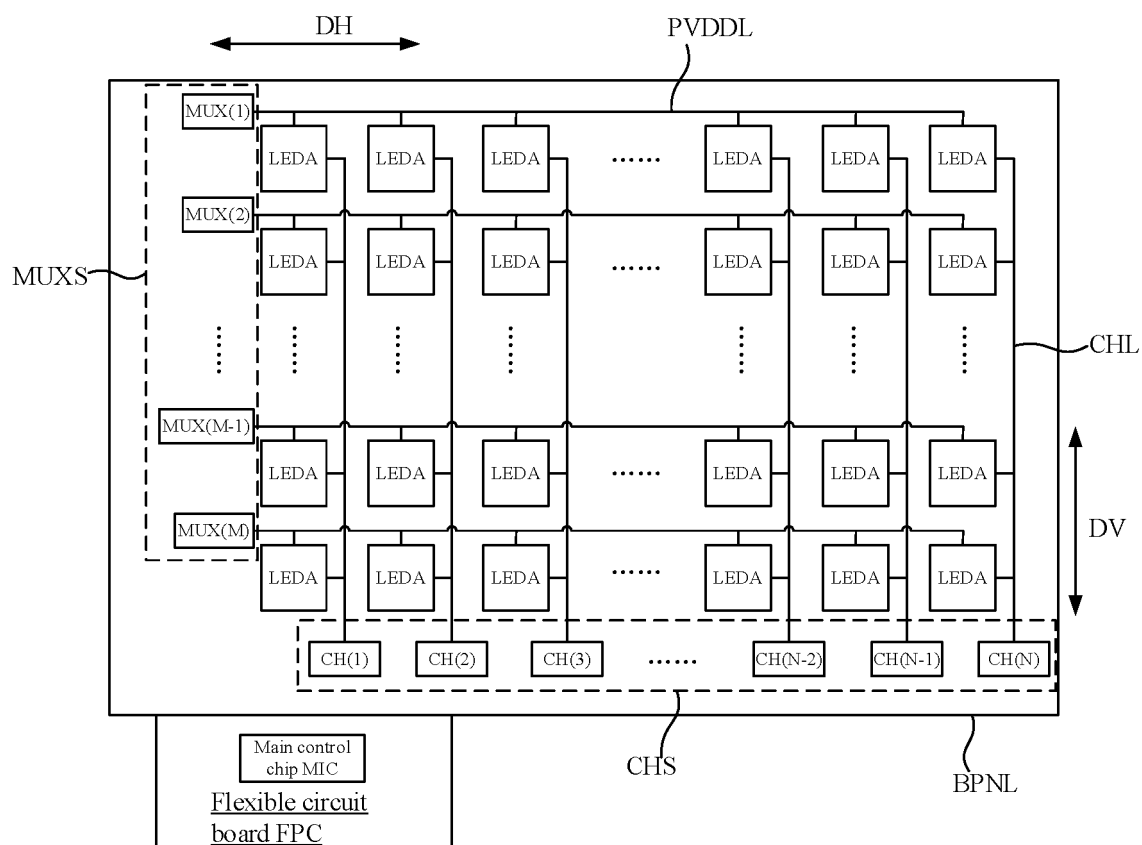 DH
PVDDL
MUX(1)
LEDA LEDA LEDA ...... LEDA LEDA LEDA
MUX(2)
LEDA LEDA LEDA ...... LEDA LEDA LEDA
MUXS
CHL
MUX(M-1)
LEDA LEDA LEDA ...... LEDA LEDA LEDA
DV
MUX(M)
LEDA LEDA LEDA ...... LEDA LEDA LEDA
CH(1) CH(2) CH(3) ...... CH(N-2) CH(N-1) CH(N)
Main control
chip MIC
CHS
BPNL
Flexible circuit
board FPC